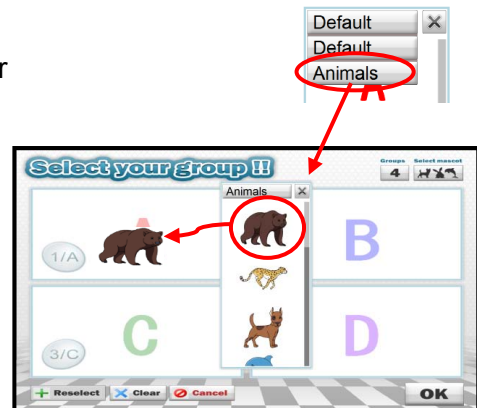 Default
Default
r
Animals
A
Select your group !!
Groups
Select mascot
4
Animals
1/A
B
3/C
C
D
Reselect
Clear
Cancel
OK